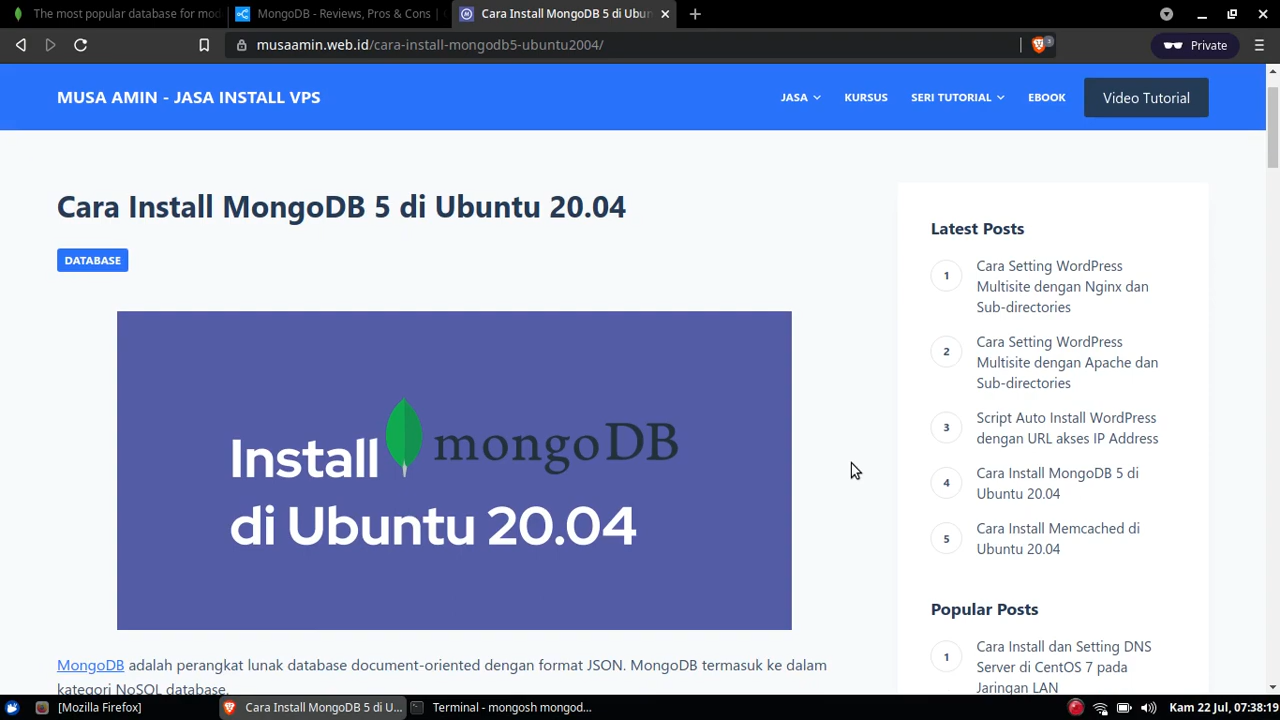 The most popular database for mod
MongoDB - Reviews, Pros & Cons |
Cara Install MongoDB 5 di Ubun
musaamin.web.id/cara-install-mongodb5-ubuntu2004/
3
Private
MUSA AMIN - JASA INSTALL VPS
JASA
KURSUS
SERI TUTORIAL
EBOOK
Video Tutorial
Cara Install MongoDB 5 di Ubuntu 20.04
DATABASE
Install mongoDB
di Ubuntu 20.04
MongoDB adalah perangkat lunak database document-oriented dengan format JSON. MongoDB termasuk ke dalam
kategori NoSQL database.
Latest Posts
1
Cara Setting WordPress
Multisite dengan Nginx dan
Sub-directories
2
Cara Setting WordPress
Multisite dengan Apache dan
Sub-directories
3
Script Auto Install WordPress
dengan URL akses IP Address
4
Cara Install MongoDB 5 di
Ubuntu 20.04
5
Cara Install Memcached di
Ubuntu 20.04
Popular Posts
1
Cara Install dan Setting DNS
Server di CentOS 7 pada
Jaringan LAN
[Mozilla Firefox]
Cara Install MongoDB 5 di U...
Terminal - mongosh mongod...
Kam 22 Jul, 07:38:19